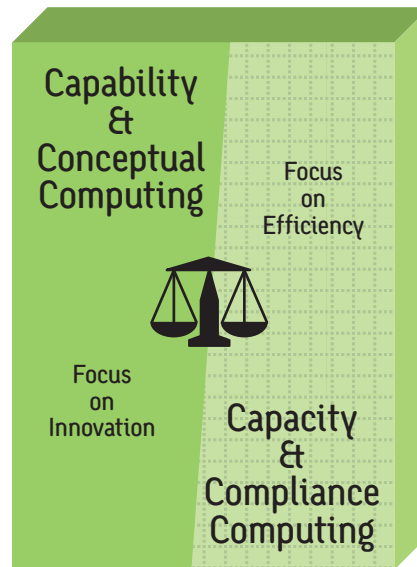 Capability
&
Conceptual
Computing
Focus
on
Efficiency
Focus
on
Innovation
Capacity
&
Compliance
Computing